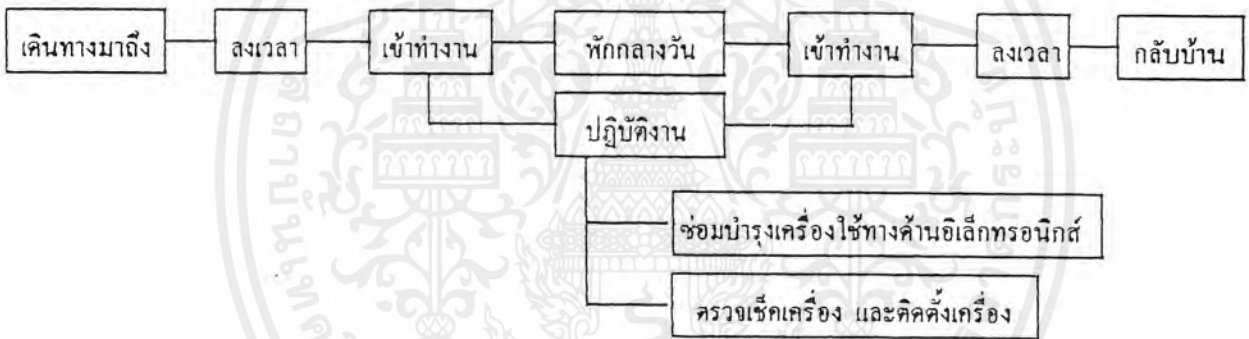 เดินทางมาถึง
ลงเวลา
เข้าทำงาน
พักกลางวัน
เข้าทำงาน
ลงเวลา
กลับบ้าน
ปฏิบัติงาน
ซ่อมบำรุงเครื่องใช้ทางด้านอิเล็กทรอนิกส์
ตรวจเช็คเครื่อง และติดตั้งเครื่อง